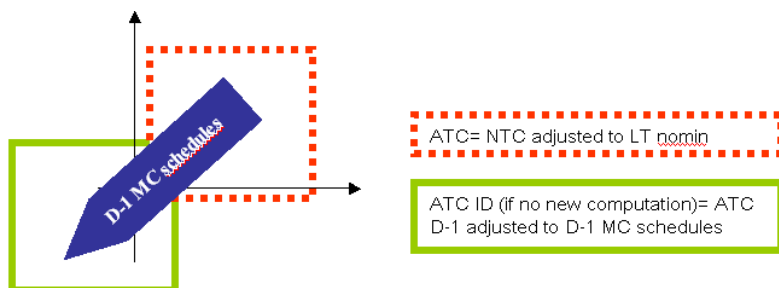 D-1 MC schedules
ATC= NTC adjusted to LT nomin
ATC ID (if no new computation)= ATC
D-1 adjusted to D-1 MC schedules